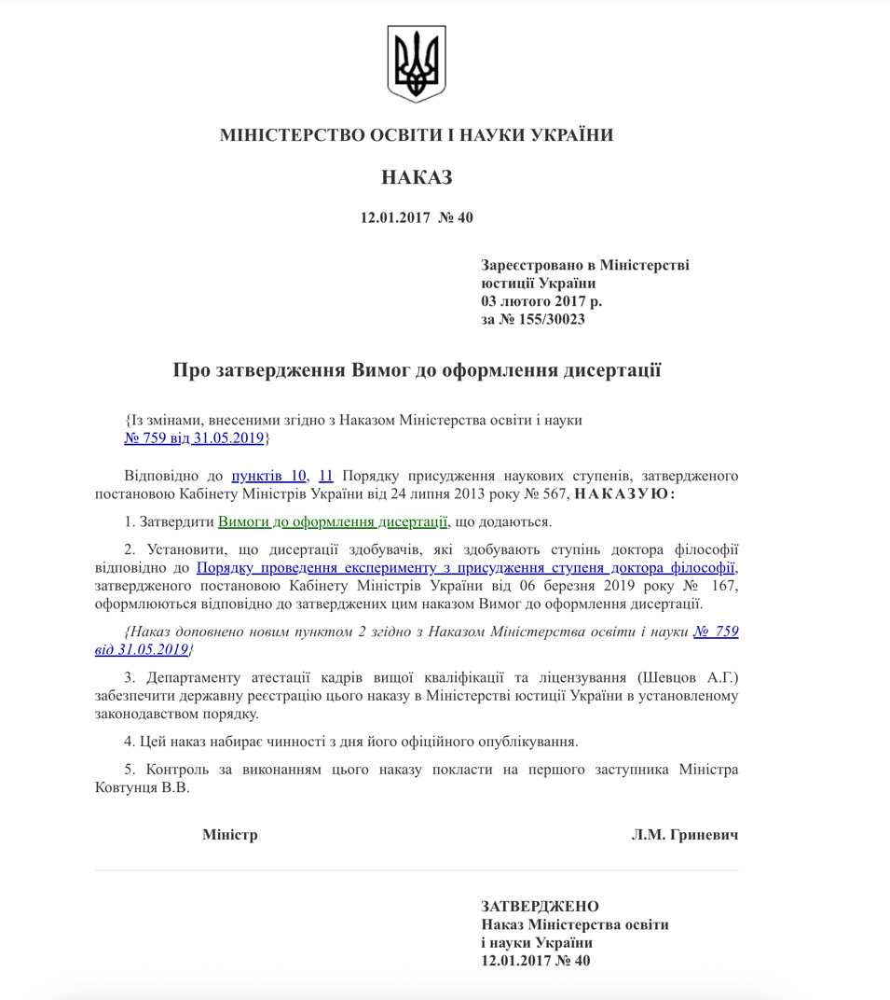 МІНІСТЕРСТВО ОСВІТИ І НАУКИ УКРАЇНИ
НАКАЗ
12.01.2017 № 40
Зареєстровано в Міністерстві
юстиції України
03 лютого 2017 р.
за № 155/30023
Про затвердження Вимог до оформлення дисертації
{Із змінами, внесеними згідно з Наказом Міністерства освіти і науки
№ 759 від 31.05.2019}
Відповідно до пунктів 10, 11 Порядку присудження наукових ступенів, затвердженого
постановою Кабінету Міністрів України від 24 липня 2013 року № 567, НАКАЗУЮ:
1. Затвердити Вимоги до оформлення дисертації, що додаються.
2. Установити, що дисертації здобувачів, які здобувають ступінь доктора філософії
відповідно до Порядку проведення експерименту з присудження ступеня доктора філософії,
затвердженого постановою Кабінету Міністрів України від 06 березня 2019 року № 167,
оформлюються відповідно до затверджених цим наказом Вимог до оформлення дисертації.
{Наказ доповнено новим пунктом 2 згідно з Наказом Міністерства освіти і науки № 759
від 31.05.2019}
3. Департаменту атестації кадрів вищої кваліфікації та ліцензування (Шевцов А.Г.)
забезпечити державну реєстрацію цього наказу в Міністерстві юстиції України в установленому
законодавством порядку.
4. Цей наказ набирає чинності з дня його офіційного опублікування.
5. Контроль за виконанням цього наказу покласти на першого заступника Міністра
Ковтунця В.В.
Міністр Л.М. Гриневич
ЗАТВЕРДЖЕНО
Наказ Міністерства освіти
і науки України
12.01.2017 № 40